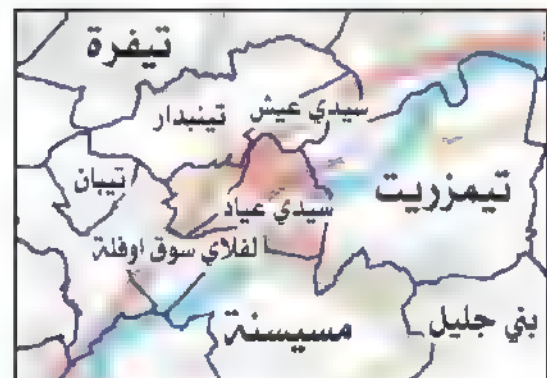 تيفرة
سيدي عيش
تينبدار
تيبان
تيمزريت
سيدي عياد
لفلاي سوق اوفلة
مسيسنة
بني جليل